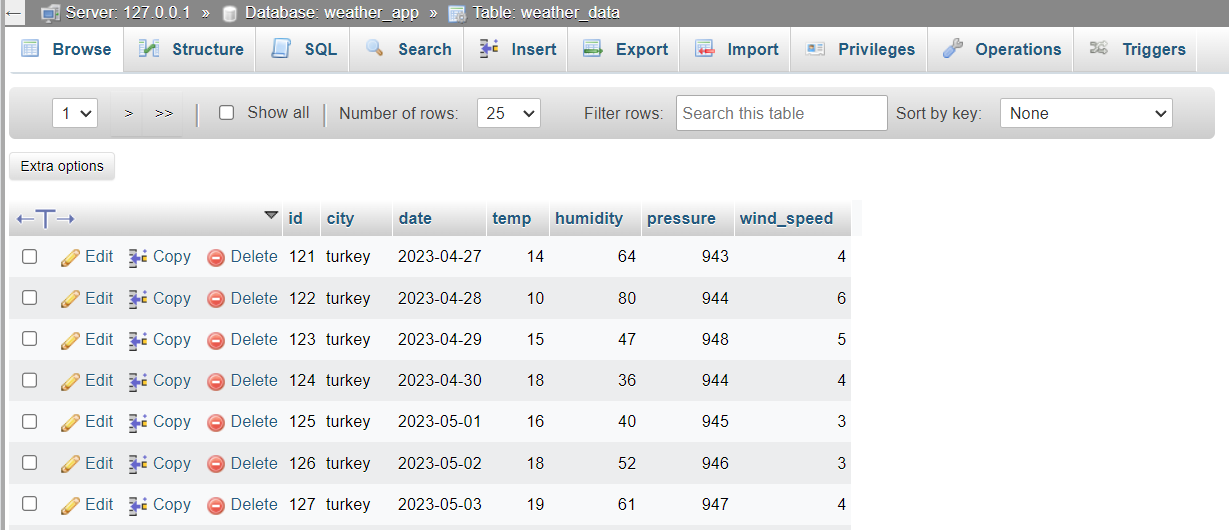 Server: 127.0.0.1 » Database: weather_app » Table: weather_data
Browse Structure SQL Search Insert Export Import Privileges Operations Triggers
1 > >> Show all Number of rows: 25 Filter rows: Search this table Sort by key: None
Extra options
id city date temp humidity pressure wind_speed
Edit Copy Delete 121 turkey 2023-04-27 14 64 943 4
Edit Copy Delete 122 turkey 2023-04-28 10 80 944 6
Edit Copy Delete 123 turkey 2023-04-29 15 47 948 5
Edit Copy Delete 124 turkey 2023-04-30 18 36 944 4
Edit Copy Delete 125 turkey 2023-05-01 16 40 945 3
Edit Copy Delete 126 turkey 2023-05-02 18 52 946 3
Edit Copy Delete 127 turkey 2023-05-03 19 61 947 4